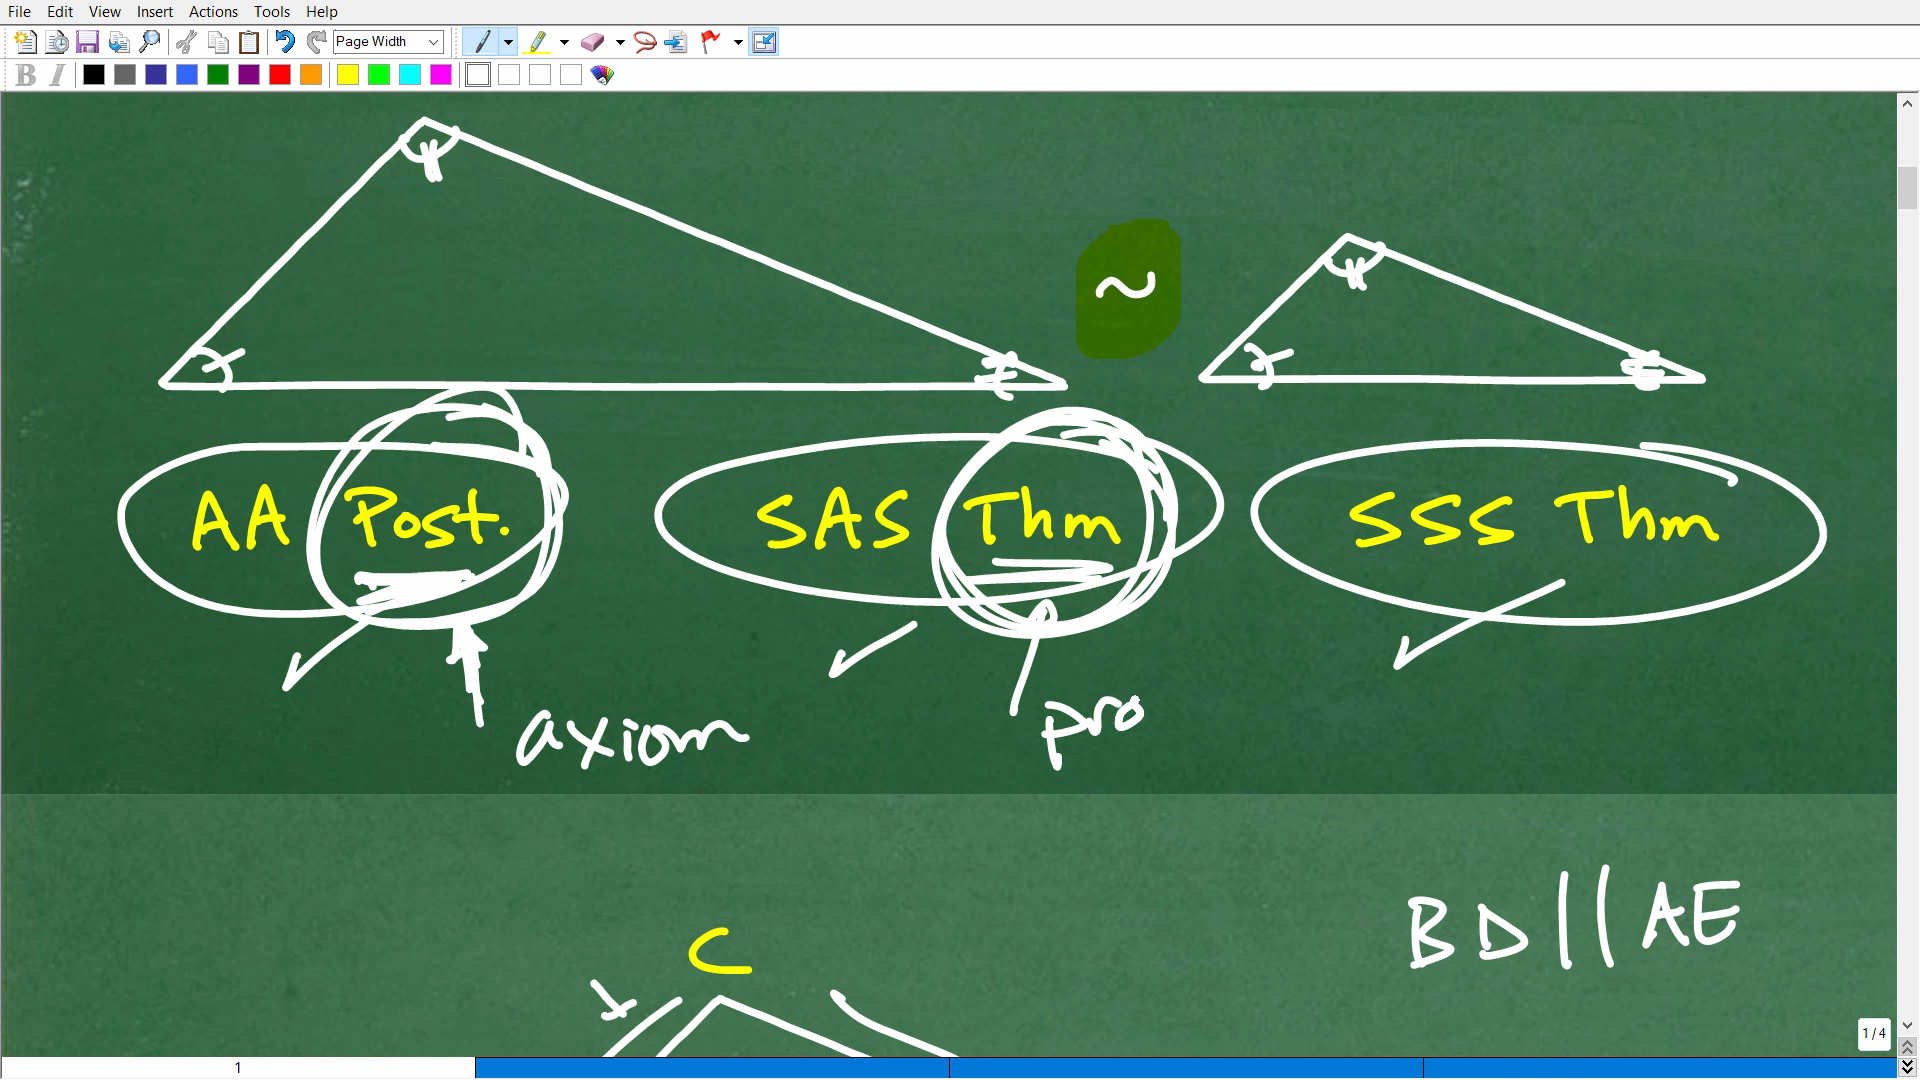 File Edit View Insert Actions Tools Help
Page Width
B I
~
AA Post. SAS Thm SSS Thm
axiom pro
BD||AE
C
1/4
1